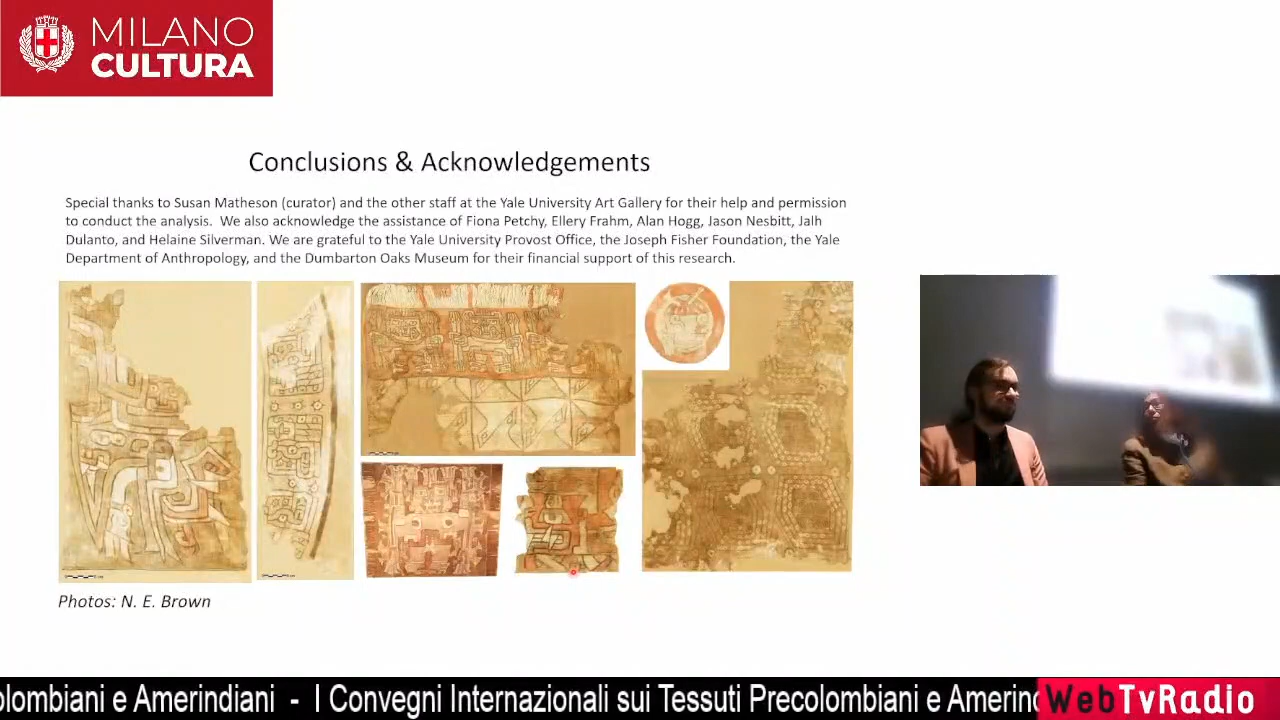 MILANO
CULTURA
Conclusions & Acknowledgements
Special thanks to Susan Matheson (curator) and the other staff at the Yale University Art Gallery for their help and permission
to conduct the analysis. We also acknowledge the assistance of Fiona Petchy, Ellery Frahm, Alan Hogg, Jason Nesbitt, Jalh
Dulanto, and Helaine Silverman. We are grateful to the Yale University Provost Office, the Joseph Fisher Foundation, the Yale
Department of Anthropology, and the Dumbarton Oaks Museum for their financial support of this research.
Photos: N. E. Brown
olombiani e Amerindiani - I Convegni Internazionali sui Tessuti Precolombiani e Amerind
WebTvRadio